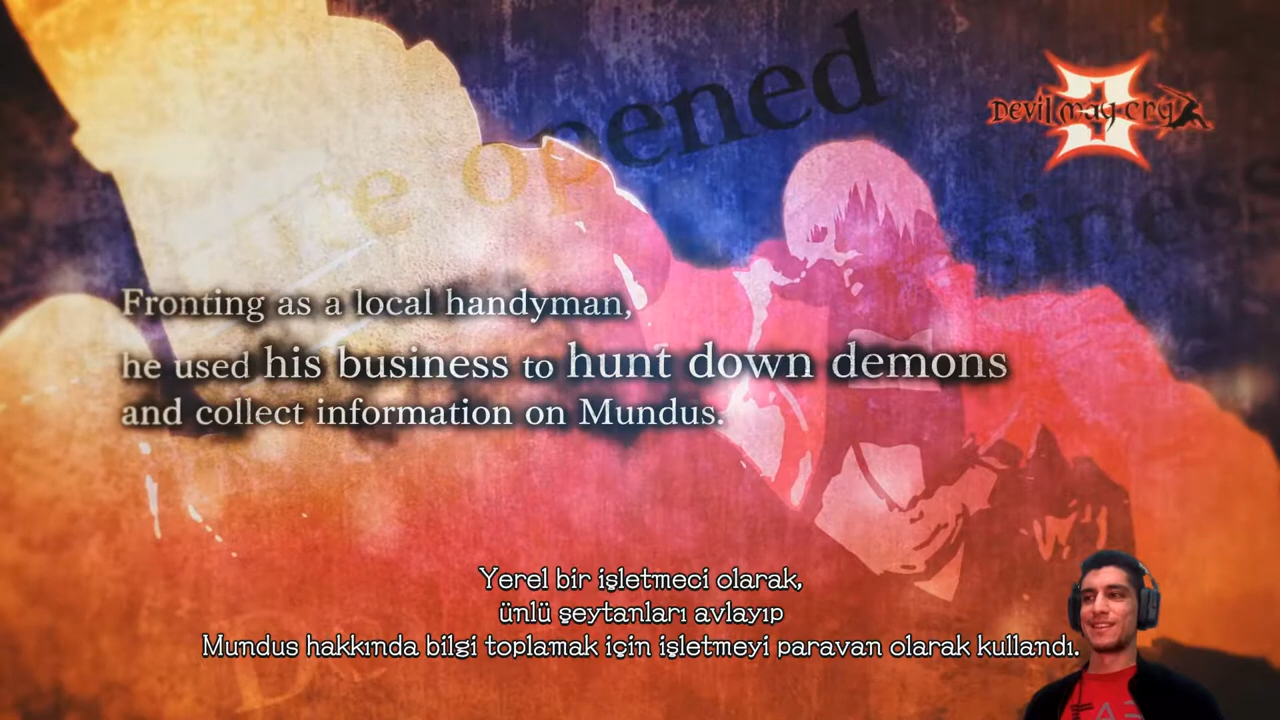 opened
Devil may cry
3
Fronting as a local handyman,
he used his business to hunt down demons
and collect information on Mundus.
Yerel bir işletmeci olarak,
ünlü şeytanları avlayıp
Mundus hakkında bilgi toplamak için işletmeyi paravan olarak kullandı.